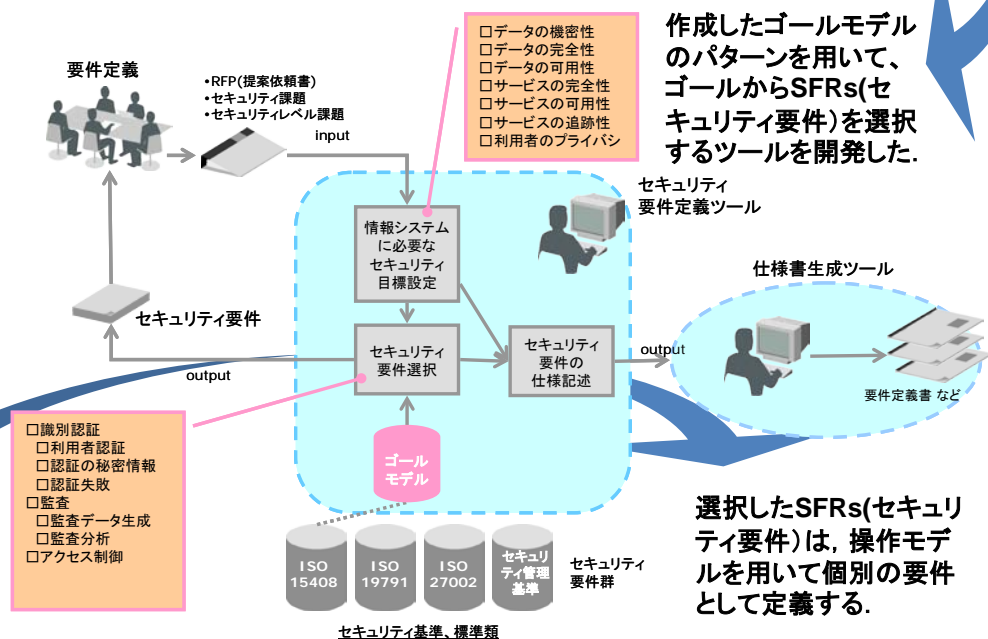 作成したゴールモデル
のパターンを用いて、
ゴールからSFRs(セ
キュリティ要件)を選択
するツールを開発した.
□データの機密性
□データの完全性
□データの可用性
□サービスの完全性
□サービスの可用性
□サービスの追跡性
□利用者のプライバシ
要件定義
•RFP(提案依頼書)
•セキュリティ課題
•セキュリティレベル課題
input
セキュリティ
要件定義ツール
情報システム
に必要な
セキュリティ
目標設定
仕様書生成ツール
セキュリティ要件
output
セキュリティ
要件選択
セキュリティ
要件の
仕様記述
output
要件定義書 など
□識別認証
□利用者認証
□認証の秘密情報
□認証失敗
□監査
□監査データ生成
□監査分析
□アクセス制御
ゴール
モデル
選択したSFRs(セキュリ
ティ要件)は,操作モデ
ルを用いて個別の要件
として定義する.
ISO
15408
ISO
19791
ISO
27002
セキュリ
ティ管理
基準
セキュリティ
要件群
セキュリティ基準、標準類